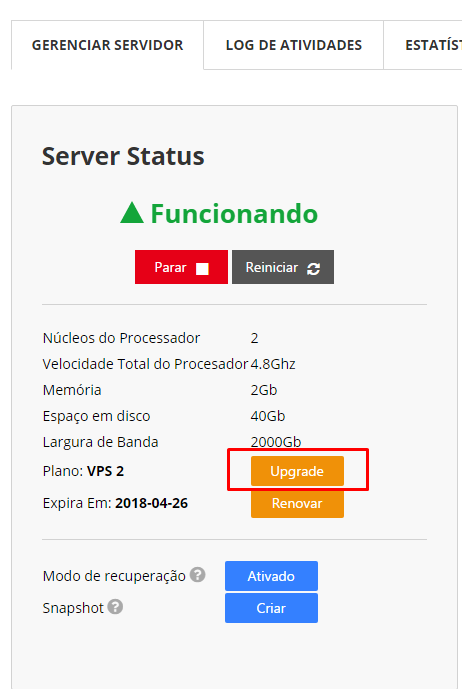 GERENCIAR SERVIDOR LOG DE ATIVIDADES ESTATÍST
Server Status
Funcionando
Parar Reiniciar
Núcleos do Processador 2
Velocidade Total do Procesador 4.8Ghz
Memória 2Gb
Espaço em disco 40Gb
Largura de Banda 2000Gb
Plano: VPS 2 Upgrade
Expira Em: 2018-04-26 Renovar
Modo de recuperação ? Ativado
Snapshot ? Criar